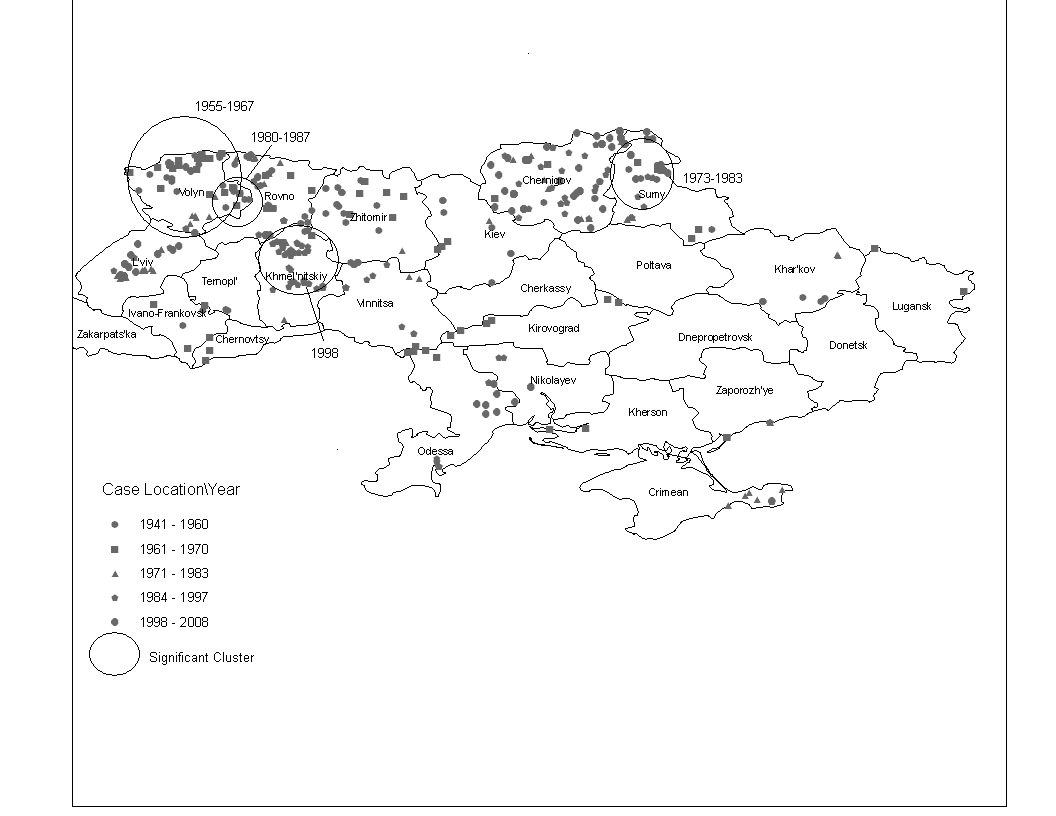 1955-1967
1980-1987
1973-1983
Volyn
Rovno
Zhitomir
Kiev
Chernigov
Sumy
L'viv
Ternopl'
Khmel'nitskiy
Vinnitsa
Cherkassy
Poltava
Khar'kov
Lugansk
Ivano-Frankovsk
Zakarpats'ka
Chernovtsy
Kirovograd
Dnepropetrovsk
Donetsk
1998
Nikolayev
Zaporozh'ye
Kherson
Odessa
Crimean
Case Location\Year
1941 - 1960
1961 - 1970
1971 - 1983
1984 - 1997
1998 - 2008
Significant Cluster